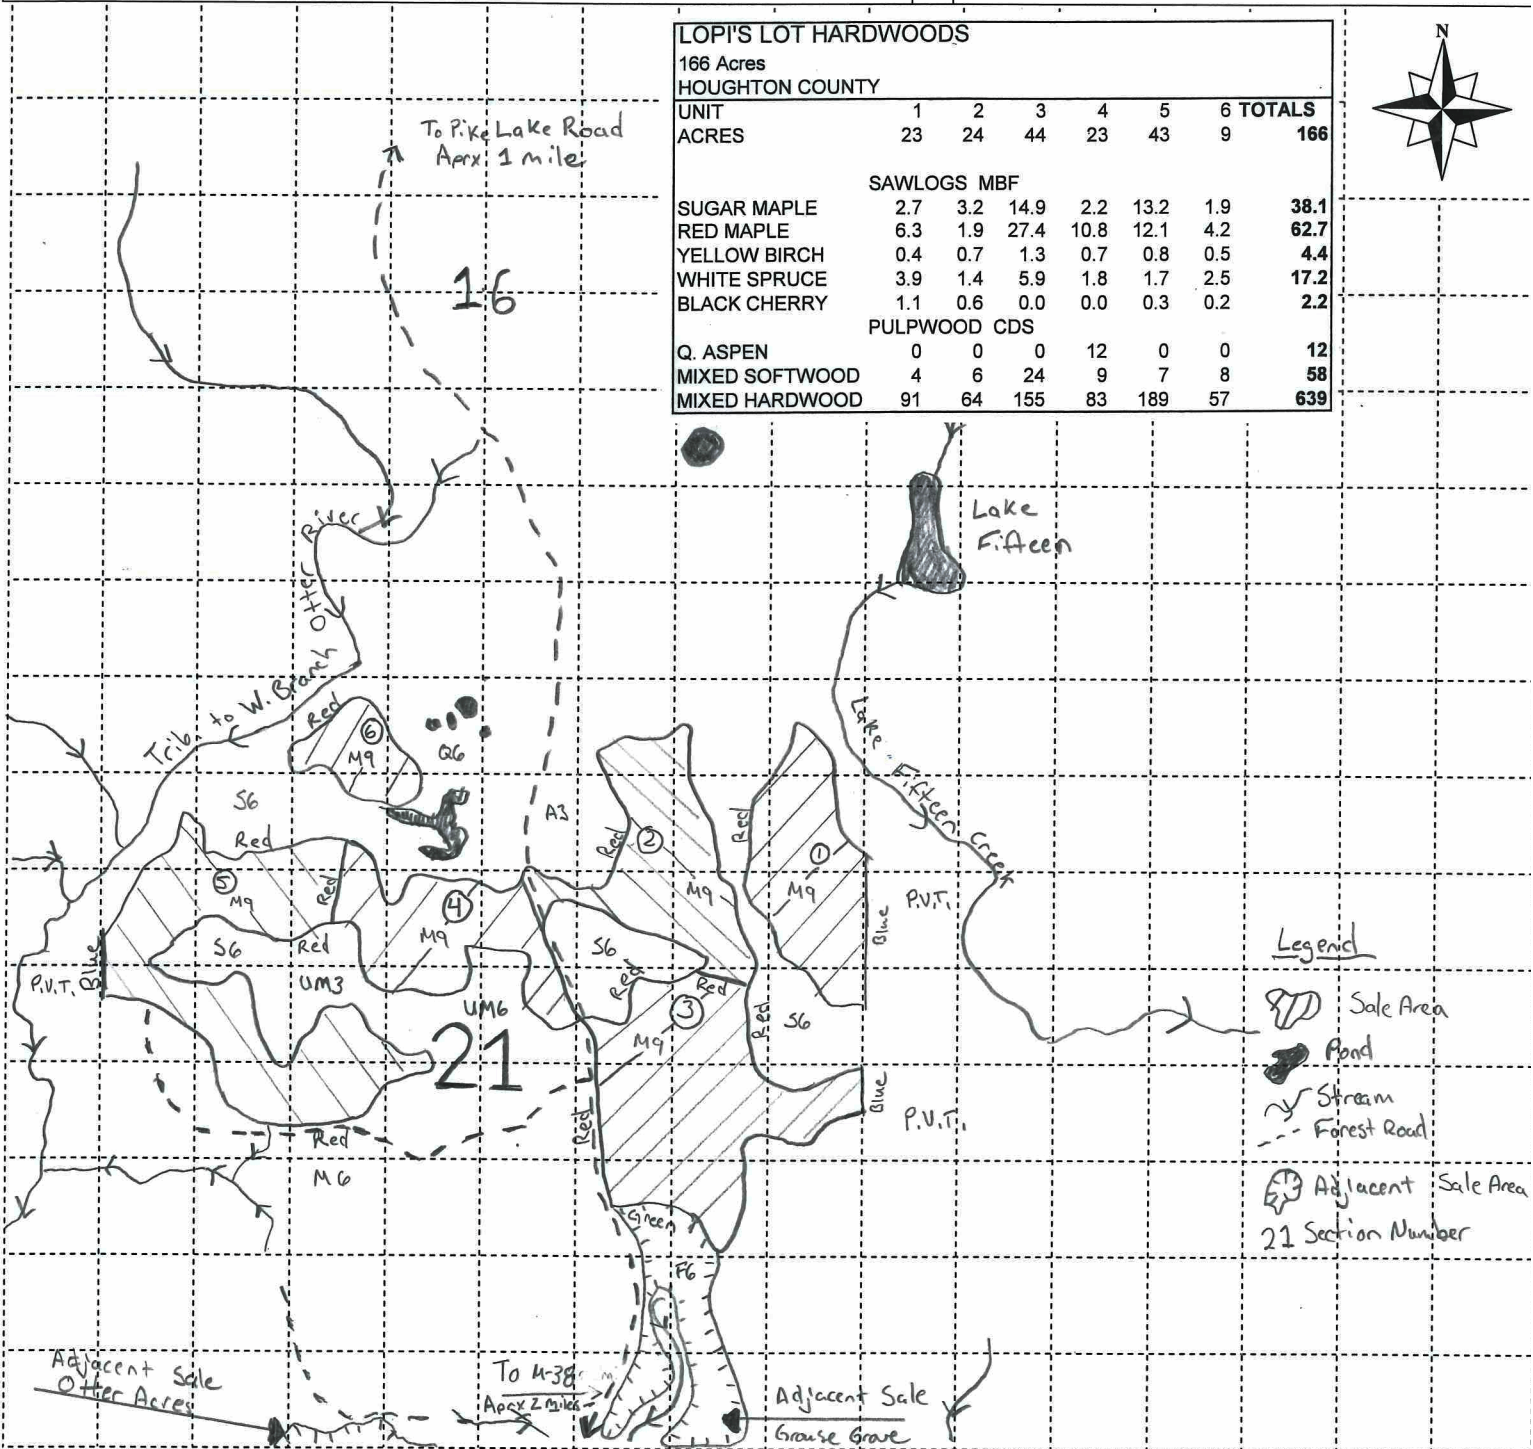 LOPI'S LOT HARDWOODS
166 Acres
HOUGHTON COUNTY
UNIT 1 2 3 4 5 6 TOTALS
ACRES 23 24 44 23 43 9 166
SAWLOGS MBF
SUGAR MAPLE 2.7 3.2 14.9 2.2 13.2 1.9 38.1
RED MAPLE 6.3 1.9 27.4 10.8 12.1 4.2 62.7
YELLOW BIRCH 0.4 0.7 1.3 0.7 0.8 0.5 4.4
WHITE SPRUCE 3.9 1.4 5.9 1.8 1.7 2.5 17.2
BLACK CHERRY 1.1 0.6 0.0 0.0 0.3 0.2 2.2
PULPWOOD CDS
Q. ASPEN 0 0 0 12 0 0 12
MIXED SOFTWOOD 4 6 24 9 7 8 58
MIXED HARDWOOD 91 64 155 83 189 57 639
N
To Pike Lake Road
Aprx 1 mile
16
Lake
Fifteen
Trib to W. Branch Otter River
Red
6
M9
Q6
S6
A3
Lake Fifteen Creek
Red
5
M9
Red
4
M9
Red
2
M9
Red
1
M9
Blue
P.V.T.
S6
Red
UM3
UM6
S6
Red
Red
3
M9
Red
S6
P.V.T.
Blue
21
Red
Blue
P.V.T.
Red
M6
Green
F6
Legend
Sale Area
Pond
Stream
Forest Road
Adjacent Sale Area
21 Section Number
Adjacent Sale
Otter Acres
To M-38
Aprx 2 miles
Adjacent Sale
Grouse Grove